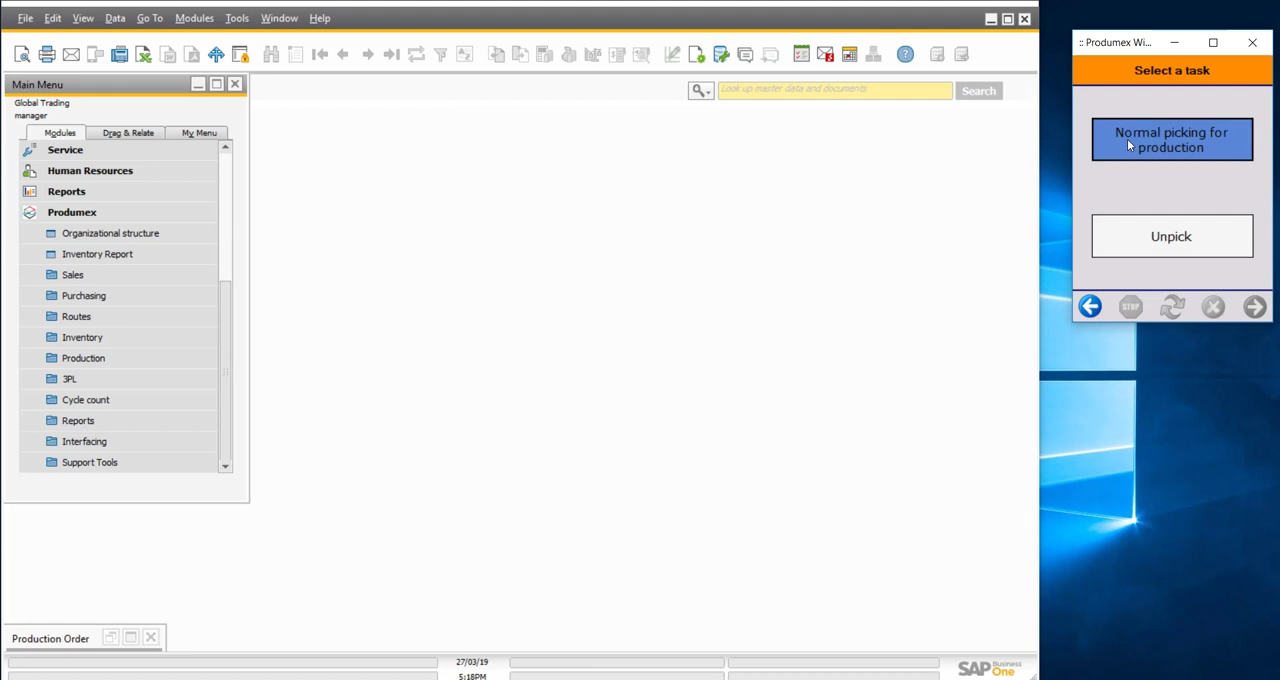 File Edit View Data Go To Modules Tools Window Help
:: Produmex Wi...
Select a task
Main Menu
Global Trading
manager
Look up master data and documents
Search
Modules Drag & Relate My Menu
Service
Human Resources
Reports
Produmex
Organizational structure
Inventory Report
Sales
Purchasing
Routes
Inventory
Production
3PL
Cycle count
Reports
Interfacing
Support Tools
Normal picking for
production
Unpick
STOP
Production Order
27/03/19
5:18PM
SAP Business
One